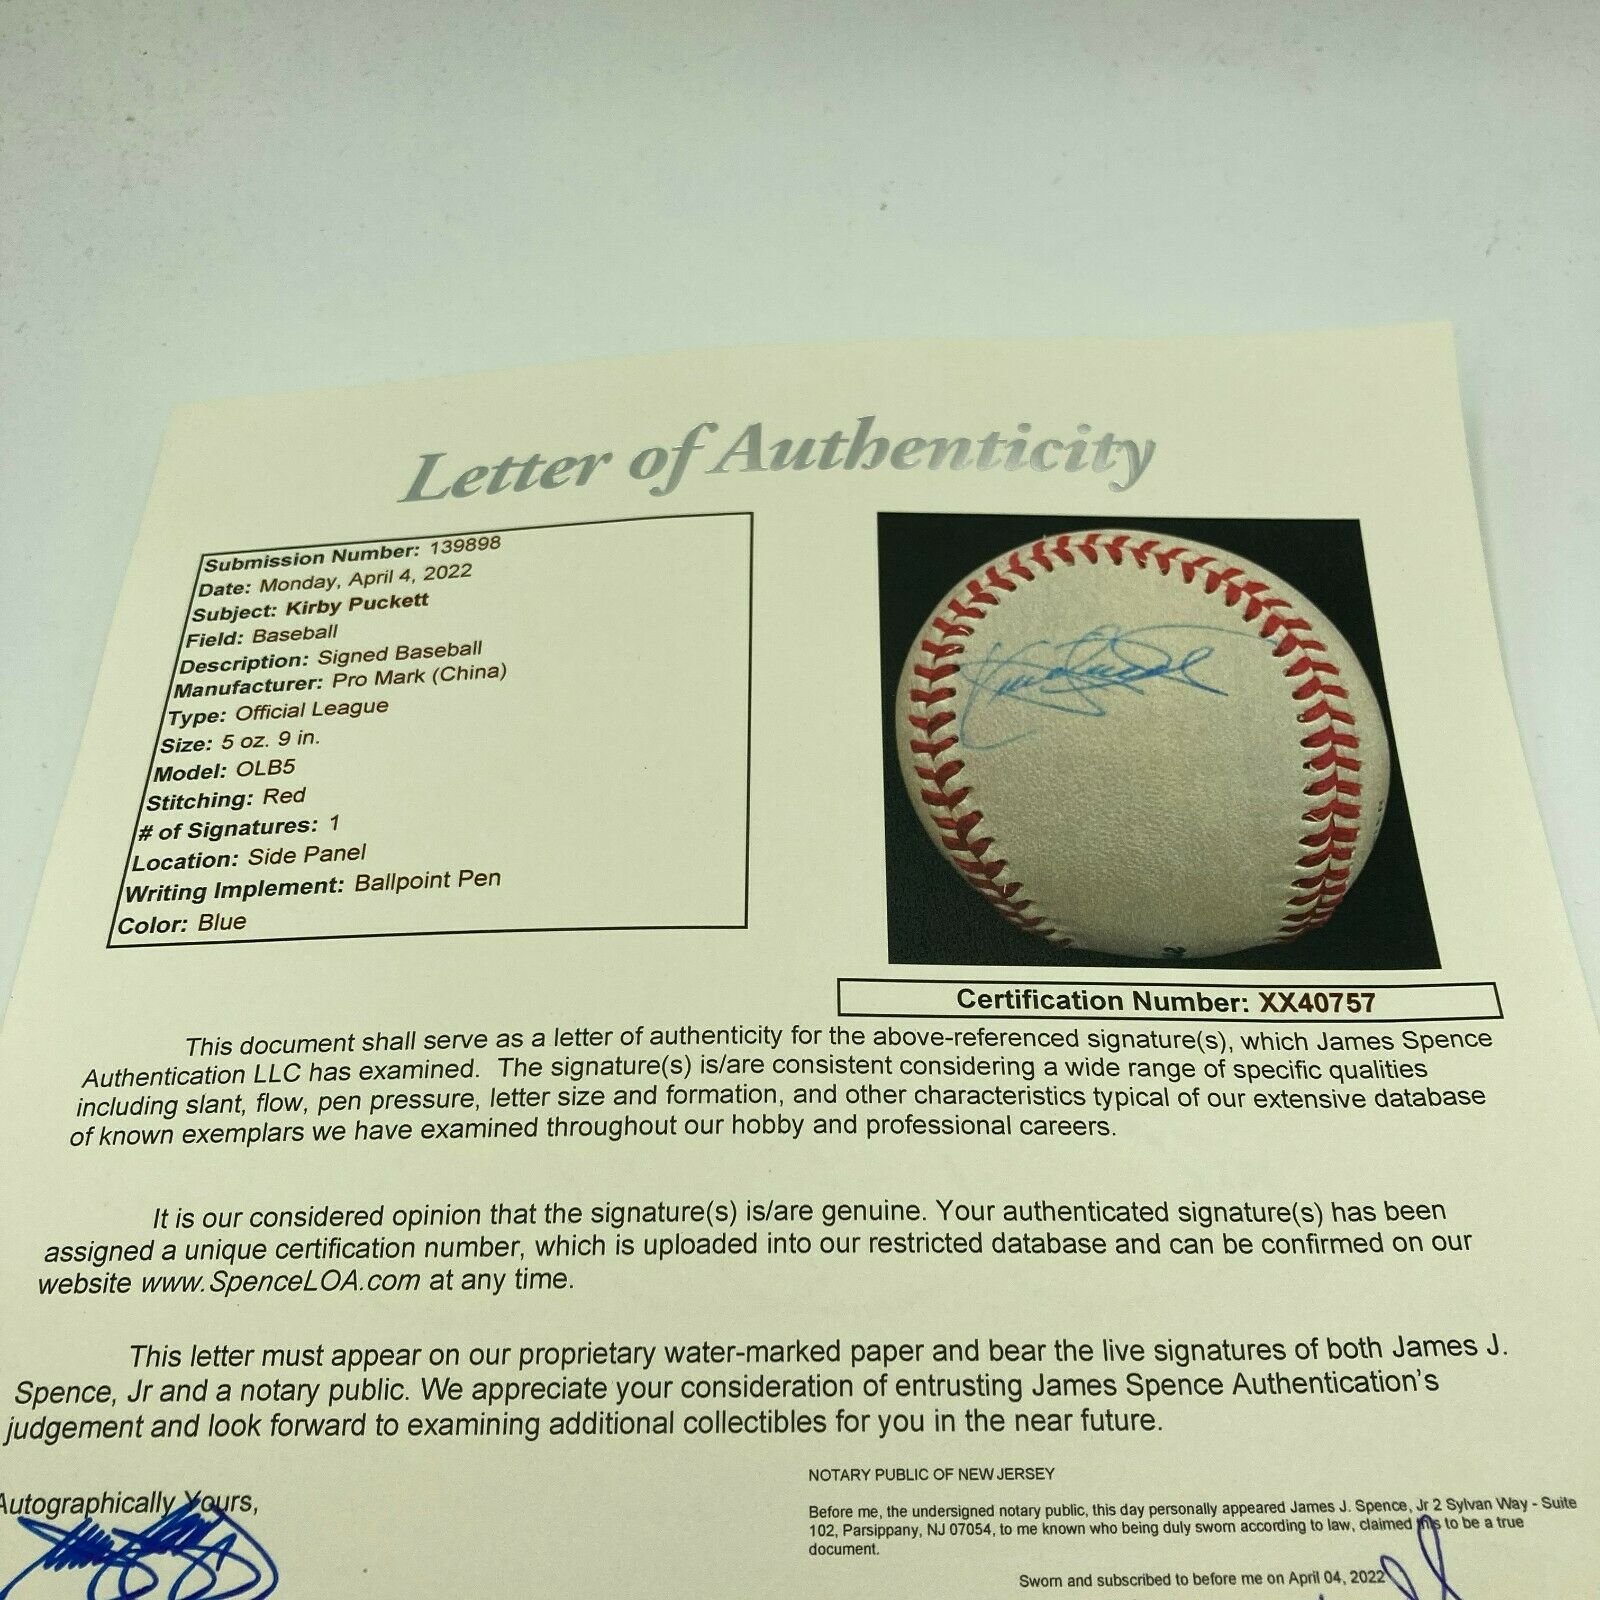 Letter of Authenticity
Submission Number: 139898
Date: Monday, April 4, 2022
Subject: Kirby Puckett
Field: Baseball
Description: Signed Baseball
Manufacturer: Pro Mark (China)
Type: Official League
Size: 5 oz. 9 in.
Model: OLB5
Stitching: Red
# of Signatures: 1
Location: Side Panel
Writing Implement: Ballpoint Pen
Color: Blue
Certification Number: XX40757
This document shall serve as a letter of authenticity for the above-referenced signature(s), which James Spence
Authentication LLC has examined. The signature(s) is/are consistent considering a wide range of specific qualities
including slant, flow, pen pressure, letter size and formation, and other characteristics typical of our extensive database
of known exemplars we have examined throughout our hobby and professional careers.
It is our considered opinion that the signature(s) is/are genuine. Your authenticated signature(s) has been
assigned a unique certification number, which is uploaded into our restricted database and can be confirmed on our
website www.SpenceLOA.com at any time.
This letter must appear on our proprietary water-marked paper and bear the live signatures of both James J.
Spence, Jr and a notary public. We appreciate your consideration of entrusting James Spence Authentication's
judgement and look forward to examining additional collectibles for you in the near future.
Autographically Yours,
NOTARY PUBLIC OF NEW JERSEY
Before me, the undersigned notary public, this day personally appeared James J. Spence, Jr 2 Sylvan Way - Suite
102, Parsippany, NJ 07054, to me known who being duly sworn according to law, claimed this to be a true
document.
Sworn and subscribed to before me on April 04, 2022